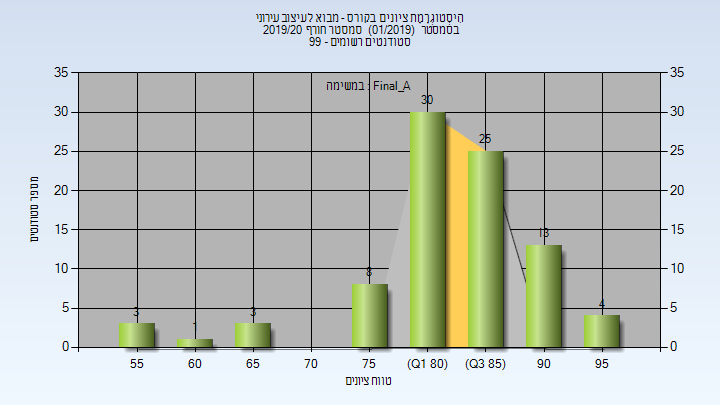 היסטוגרמת ציונים בקורס - מבוא לעיצוב עירוני
בסמסטר (01/2019) סמסטר חורף 2019/20
סטודנטים רשומים - 99
במשימה : Final_A
35 35
30 30
25 25
20 20
15 15
10 10
5 5
0 0
3 1 3 8 30 25 13 4
55 60 65 70 75 (Q1 80) (Q3 85) 90 95
מספר סטודנטים
טווח ציונים